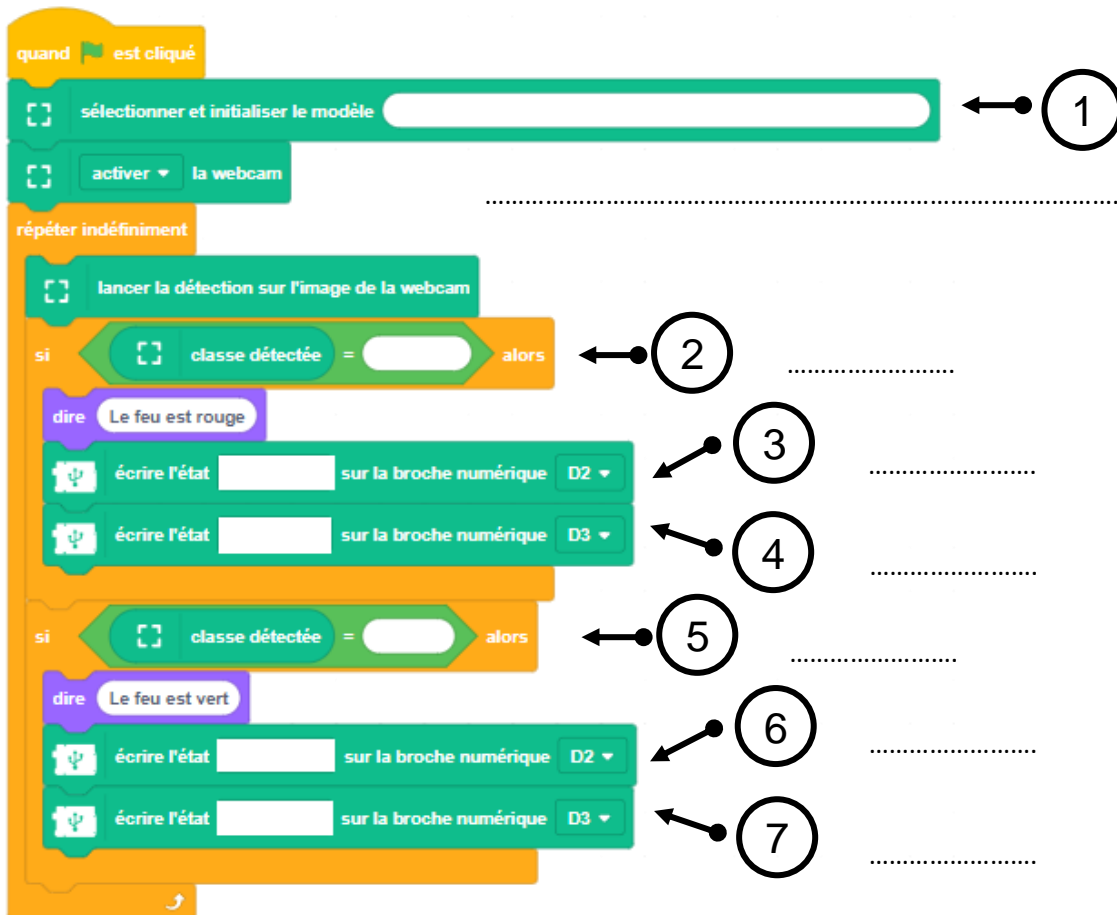 quand est cliqué
sélectionner et initialiser le modèle
1
activer la webcam
................................................................................................
répéter indéfiniment
lancer la détection sur l'image de la webcam
si classe détectée = alors
2
.........................
dire Le feu est rouge
3
écrire l'état sur la broche numérique D2
.........................
écrire l'état sur la broche numérique D3
4
.........................
si classe détectée = alors
5
.........................
dire Le feu est vert
6
écrire l'état sur la broche numérique D2
.........................
écrire l'état sur la broche numérique D3
7
.........................